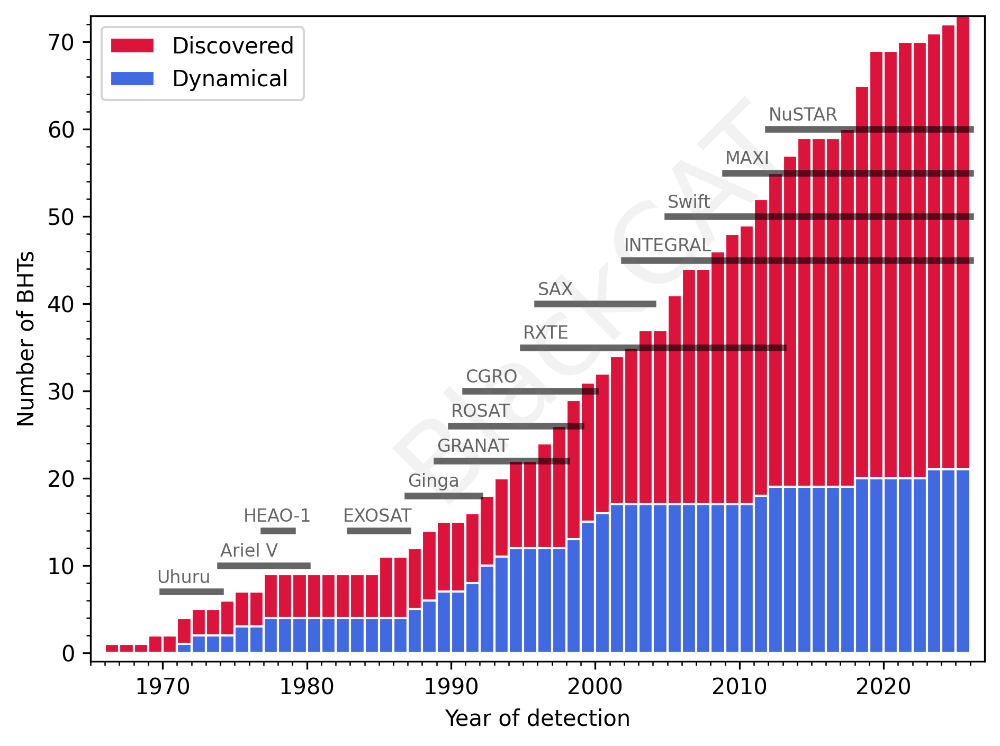 Discovered
Dynamical
NuSTAR
MAXI
Swift
INTEGRAL
SAX
RXTE
CGRO
ROSAT
GRANAT
Ginga
HEAO-1 EXOSAT
Ariel V
Uhuru
BlackCAT
70
60
50
40
30
20
10
0
Number of BHTs
1970 1980 1990 2000 2010 2020
Year of detection